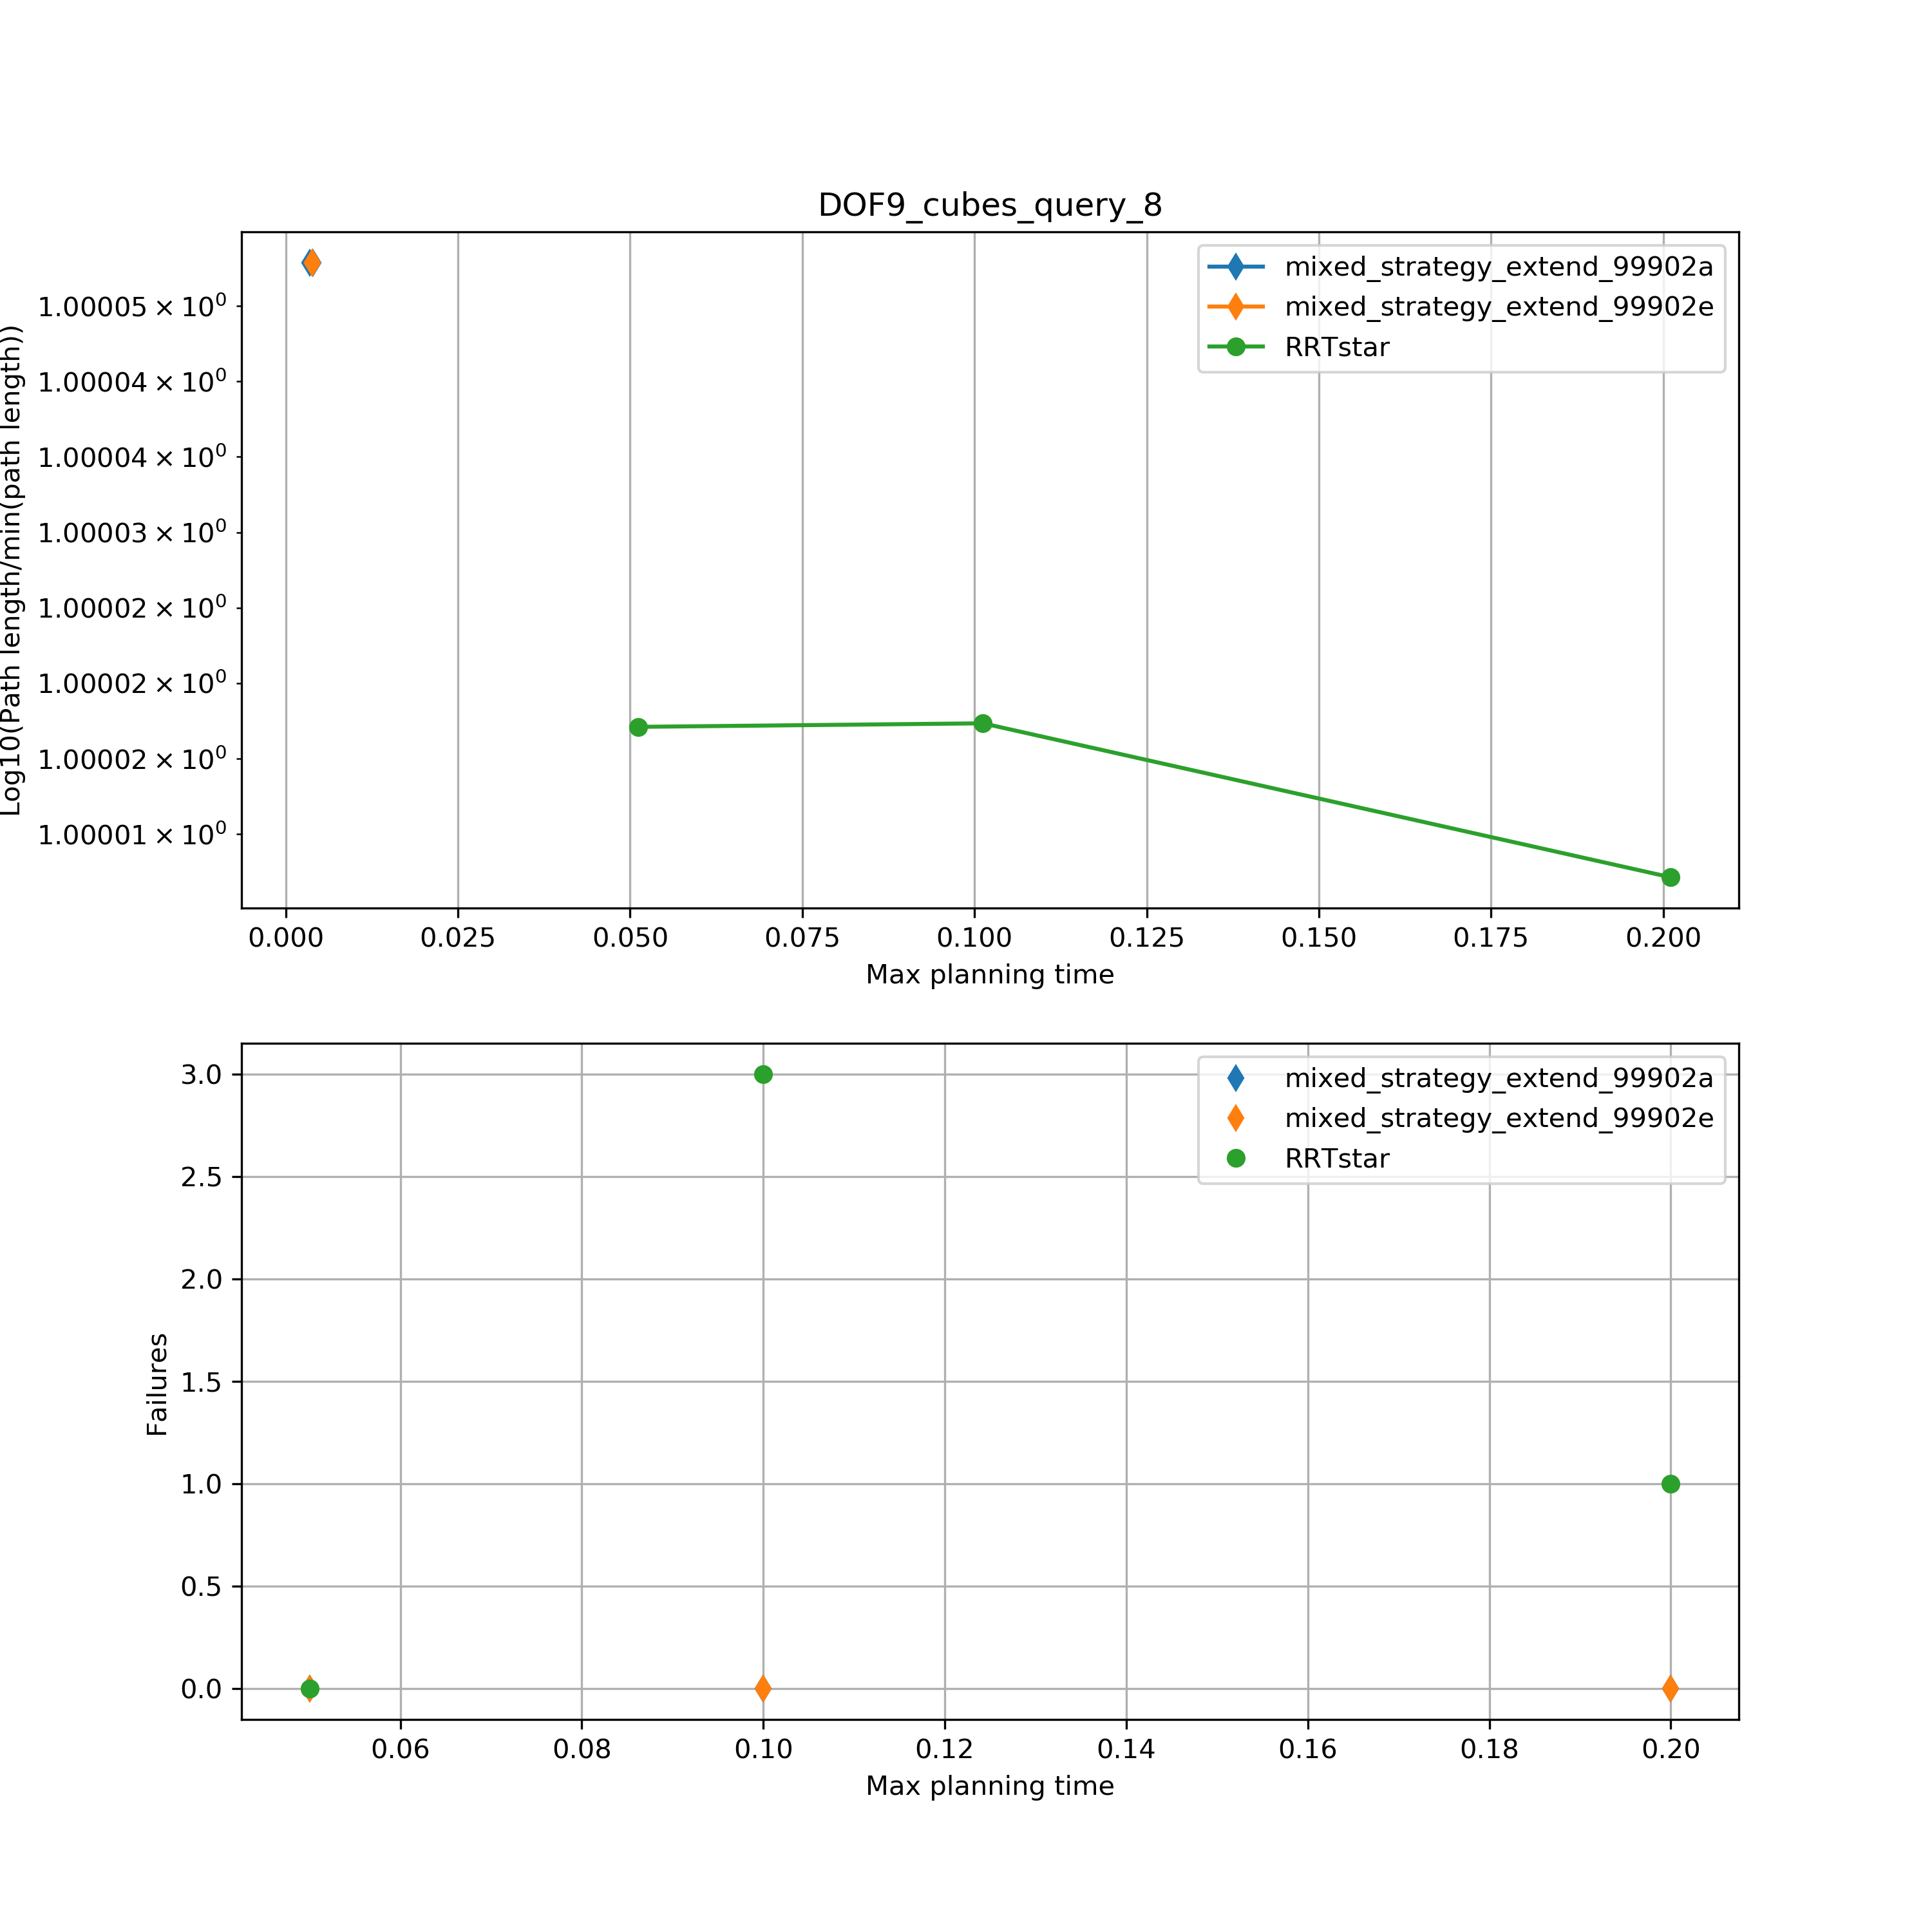 DOF9_cubes_query_8
Log10(Path length/min(path length))
1.00005 × 10⁰
1.00004 × 10⁰
1.00004 × 10⁰
1.00003 × 10⁰
1.00002 × 10⁰
1.00002 × 10⁰
1.00002 × 10⁰
1.00001 × 10⁰
mixed_strategy_extend_99902a
mixed_strategy_extend_99902e
RRTstar
0.000 0.025 0.050 0.075 0.100 0.125 0.150 0.175 0.200
Max planning time
Failures
3.0
2.5
2.0
1.5
1.0
0.5
0.0
mixed_strategy_extend_99902a
mixed_strategy_extend_99902e
RRTstar
0.06 0.08 0.10 0.12 0.14 0.16 0.18 0.20
Max planning time